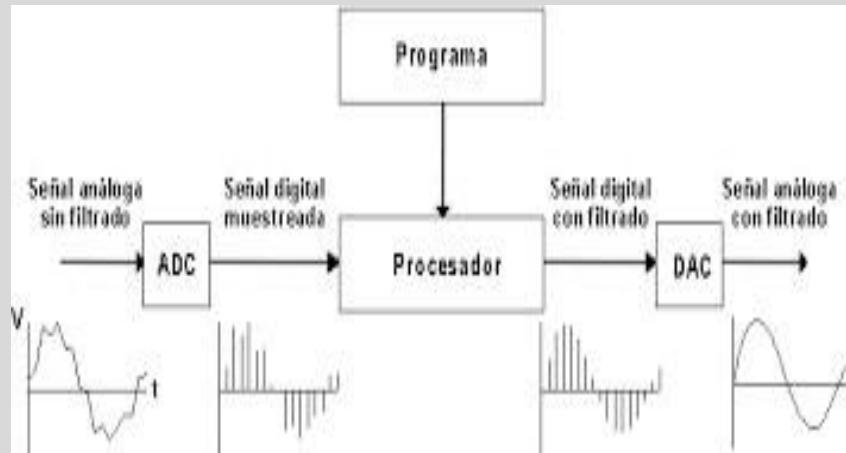 Programa
Señal análoga
sin filtrado
Señal digital
muestreada
Señal digital
con filtrado
Señal análoga
con filtrado
ADC
Procesador
DAC
V
t